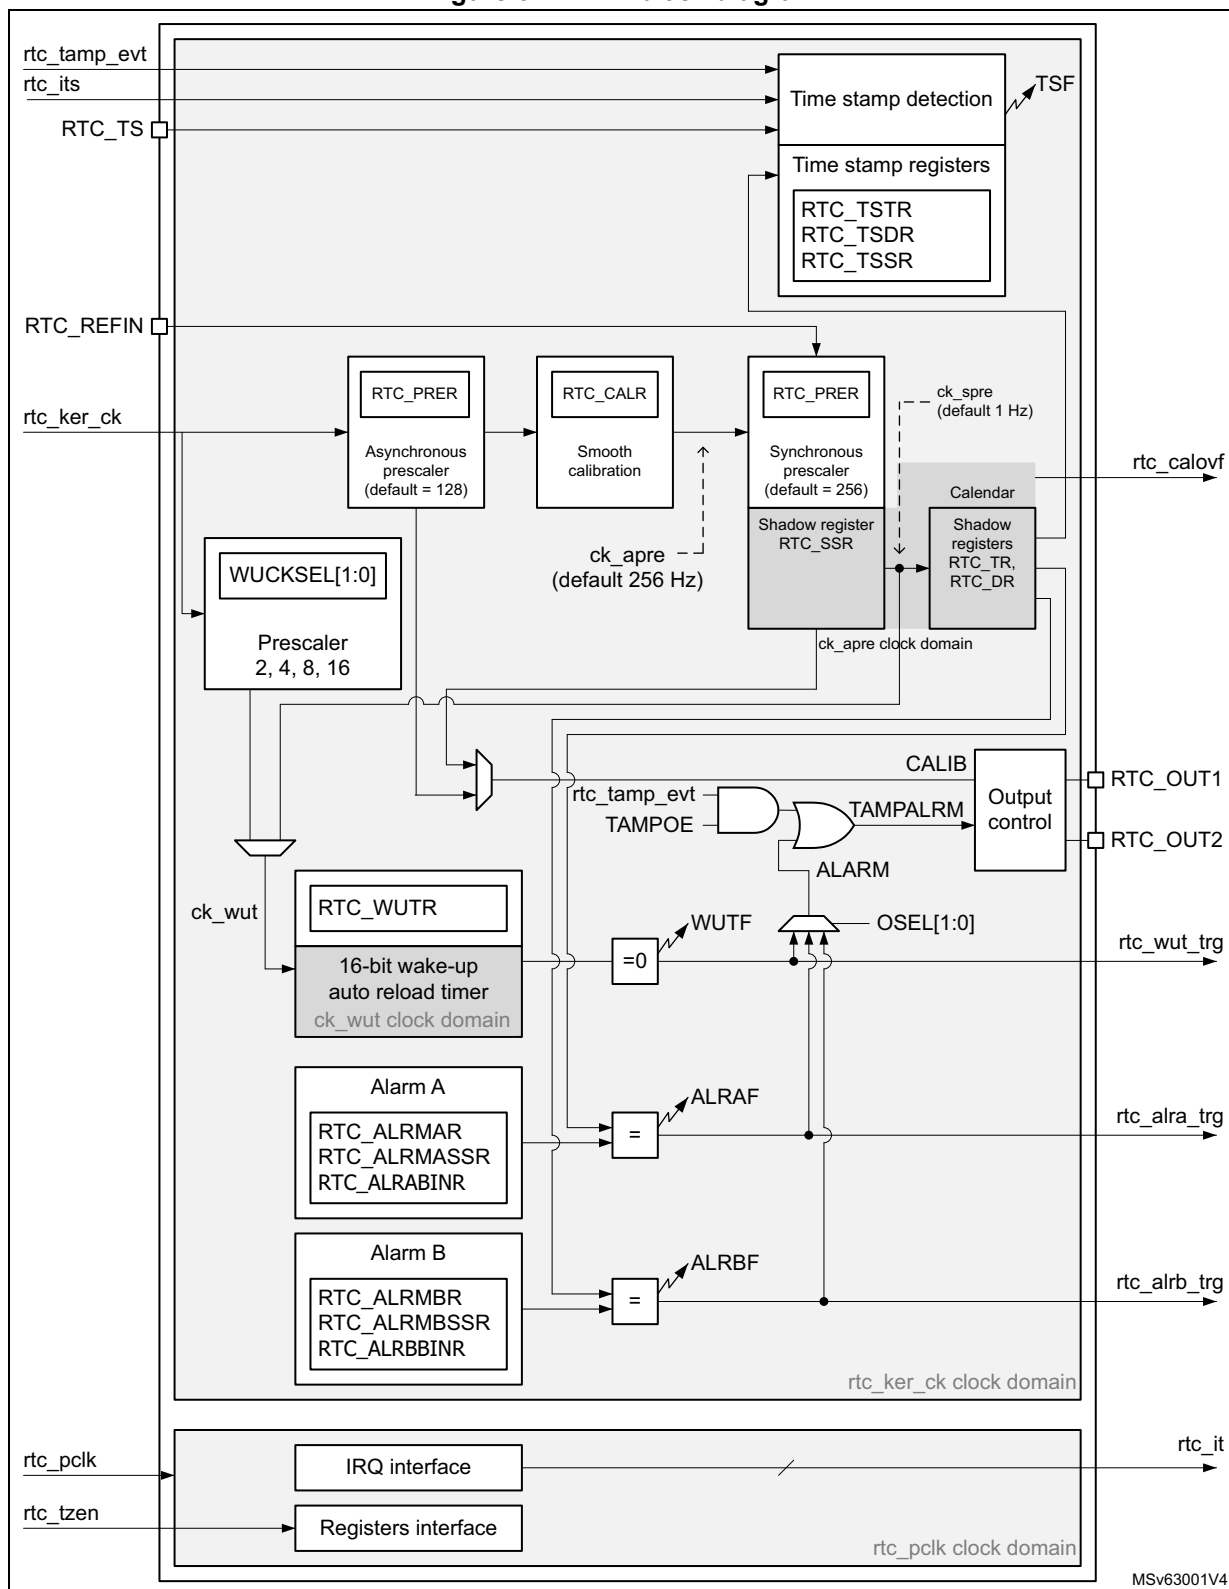 rtc_tamp_evt
rtc_its
RTC_TS
Time stamp detection
TSF
Time stamp registers
RTC_TSTR
RTC_TSDR
RTC_TSSR
RTC_REFIN
rtc_ker_ck
RTC_PRER
Asynchronous
prescaler
(default = 128)
RTC_CALR
Smooth
calibration
RTC_PRER
Synchronous
prescaler
(default = 256)
ck_spre
(default 1 Hz)
rtc_calovf
Calendar
Shadow register
RTC_SSR
Shadow
registers
RTC_TR,
RTC_DR
ck_apre
(default 256 Hz)
WUCKSEL[1:0]
Prescaler
2, 4, 8, 16
ck_apre clock domain
CALIB
rtc_tamp_evt
TAMPOE
TAMPALRM
Output
control
RTC_OUT1
RTC_OUT2
ALARM
OSEL[1:0]
ck_wut
RTC_WUTR
16-bit wake-up
auto reload timer
ck_wut clock domain
=0
WUTF
rtc_wut_trg
Alarm A
RTC_ALRMAR
RTC_ALRMASSR
RTC_ALRABINR
=
ALRAF
rtc_alra_trg
Alarm B
RTC_ALRMBR
RTC_ALRMBSSR
RTC_ALRBBINR
=
ALRBF
rtc_alrb_trg
rtc_ker_ck clock domain
rtc_pclk
IRQ interface
rtc_it
rtc_tzen
Registers interface
rtc_pclk clock domain
MSv63001V4